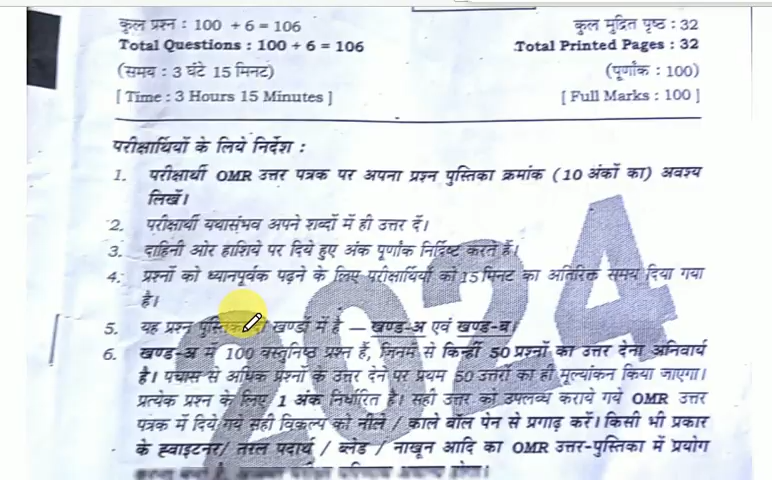 कुल प्रश्न : 100 + 6 = 106
कुल मुद्रित पृष्ठ : 32
Total Questions : 100 + 6 = 106
Total Printed Pages : 32
(समय : 3 घंटे 15 मिनट)
(पूर्णांक : 100)
[ Time : 3 Hours 15 Minutes ]
[ Full Marks : 100 ]
परीक्षार्थियों के लिये निर्देश :
1. परीक्षार्थी OMR उत्तर पत्रक पर अपना प्रश्न पुस्तिका क्रमांक (10 अंकों का) अवश्य
लिखें।
2. परीक्षार्थी यथासंभव अपने शब्दों में ही उत्तर दें।
3. दाहिनी ओर हाशिये पर दिये हुए अंक पूर्णांक निर्दिष्ट करते हैं।
4. प्रश्नों को ध्यानपूर्वक पढ़ने के लिए परीक्षार्थियों को 15 मिनट का अतिरिक्त समय दिया गया
है।
5. यह प्रश्न पुस्तिका दो खण्डों में है — खण्ड-अ एवं खण्ड-ब।
6. खण्ड-अ में 100 वस्तुनिष्ठ प्रश्न हैं, जिनमें से किन्हीं 50 प्रश्नों का उत्तर देना अनिवार्य
है। पचास से अधिक प्रश्नों के उत्तर देने पर प्रथम 50 उत्तरों का ही मूल्यांकन किया जाएगा।
प्रत्येक प्रश्न के लिए 1 अंक निर्धारित है। सही उत्तर को उपलब्ध कराये गये OMR उत्तर
पत्रक में दिये गये सही विकल्प को नीले / काले बॉल पेन से प्रगाढ़ करें। किसी भी प्रकार
के ह्वाइटनर/ तरल पदार्थ / ब्लेड / नाखून आदि का OMR उत्तर-पुस्तिका में प्रयोग
2024